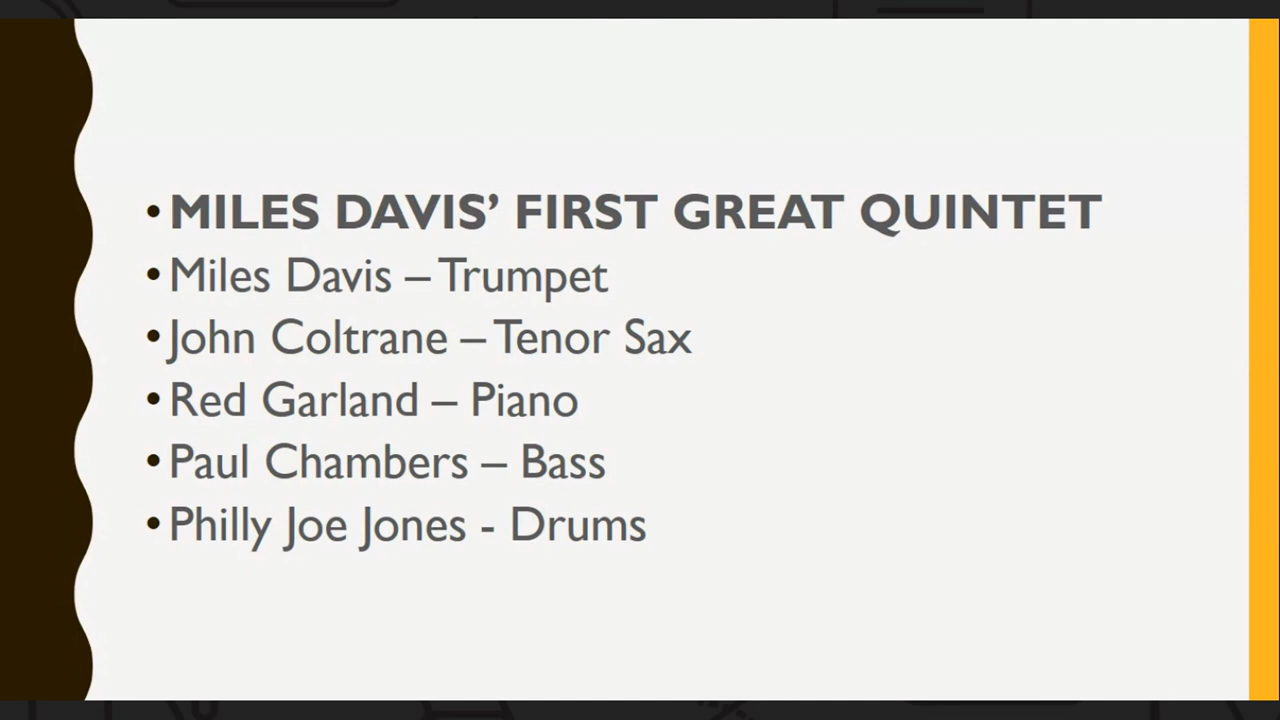 • MILES DAVIS’ FIRST GREAT QUINTET
• Miles Davis – Trumpet
• John Coltrane – Tenor Sax
• Red Garland – Piano
• Paul Chambers – Bass
• Philly Joe Jones - Drums